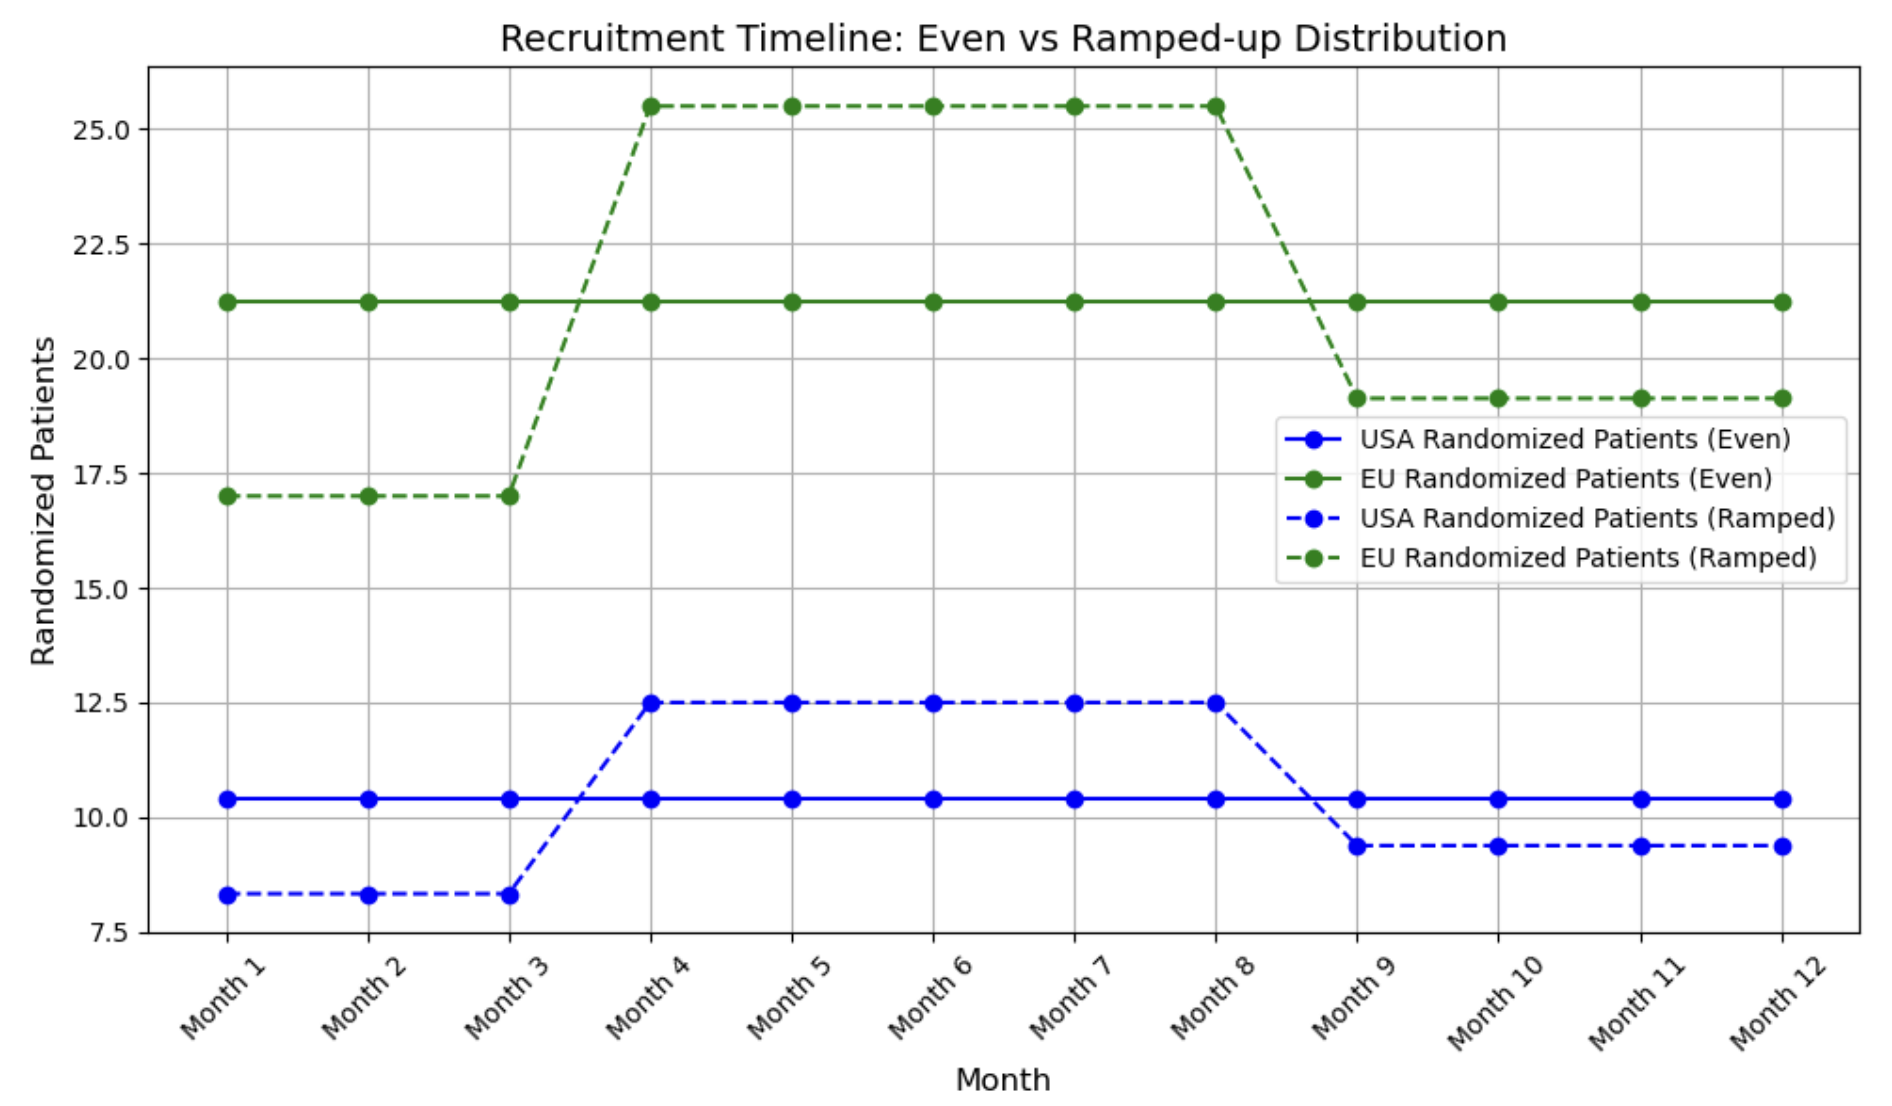 Recruitment Timeline: Even vs Ramped-up Distribution
Randomized Patients
25.0
22.5
20.0
17.5
15.0
12.5
10.0
7.5
USA Randomized Patients (Even)
EU Randomized Patients (Even)
USA Randomized Patients (Ramped)
EU Randomized Patients (Ramped)
Month 1
Month 2
Month 3
Month 4
Month 5
Month 6
Month 7
Month 8
Month 9
Month 10
Month 11
Month 12
Month